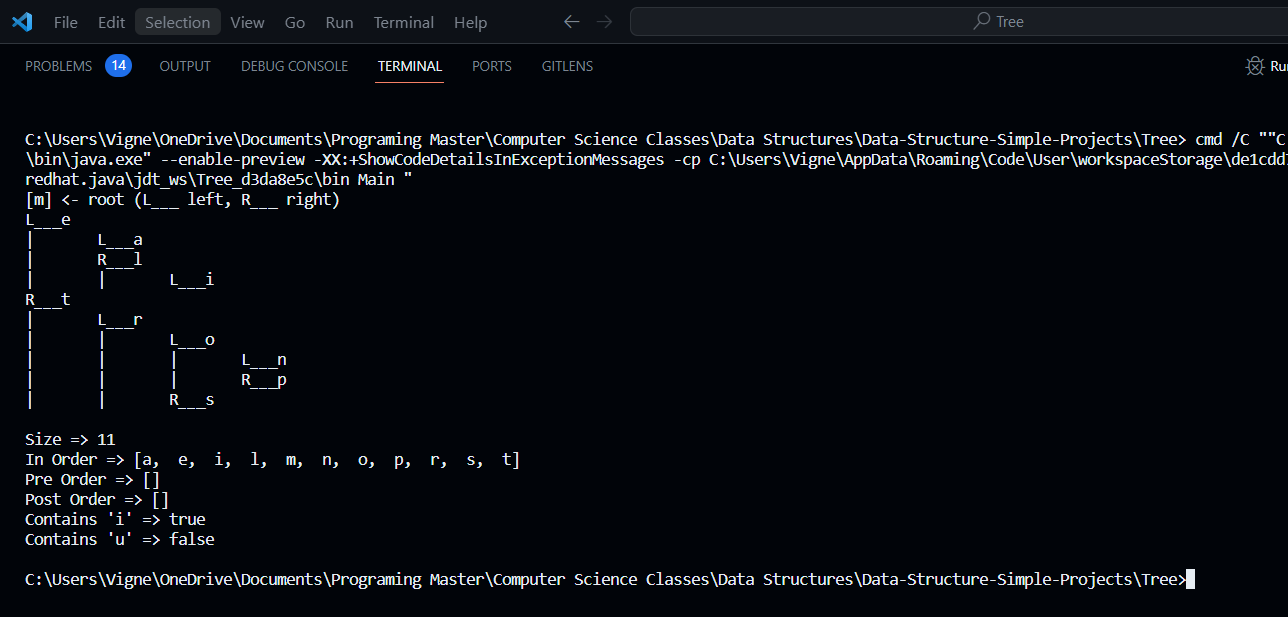 File Edit Selection View Go Run Terminal Help ← → Tree
PROBLEMS 14 OUTPUT DEBUG CONSOLE TERMINAL PORTS GITLENS Ru
C:\Users\Vigne\OneDrive\Documents\Programing Master\Computer Science Classes\Data Structures\Data-Structure-Simple-Projects\Tree> cmd /C ""C
\bin\java.exe" --enable-preview -XX:+ShowCodeDetailsInExceptionMessages -cp C:\Users\Vigne\AppData\Roaming\Code\User\workspaceStorage\de1cdd
redhat.java\jdt_ws\Tree_d3da8e5c\bin Main "
[m] <- root (L___ left, R___ right)
L___e
|       L___a
|       R___l
|       |       L___i
R___t
|       L___r
|       |       L___o
|       |       |       L___n
|       |       |       R___p
|       |       R___s
Size => 11
In Order => [a,  e,  i,  l,  m,  n,  o,  p,  r,  s,  t]
Pre Order => []
Post Order => []
Contains 'i' => true
Contains 'u' => false
C:\Users\Vigne\OneDrive\Documents\Programing Master\Computer Science Classes\Data Structures\Data-Structure-Simple-Projects\Tree>